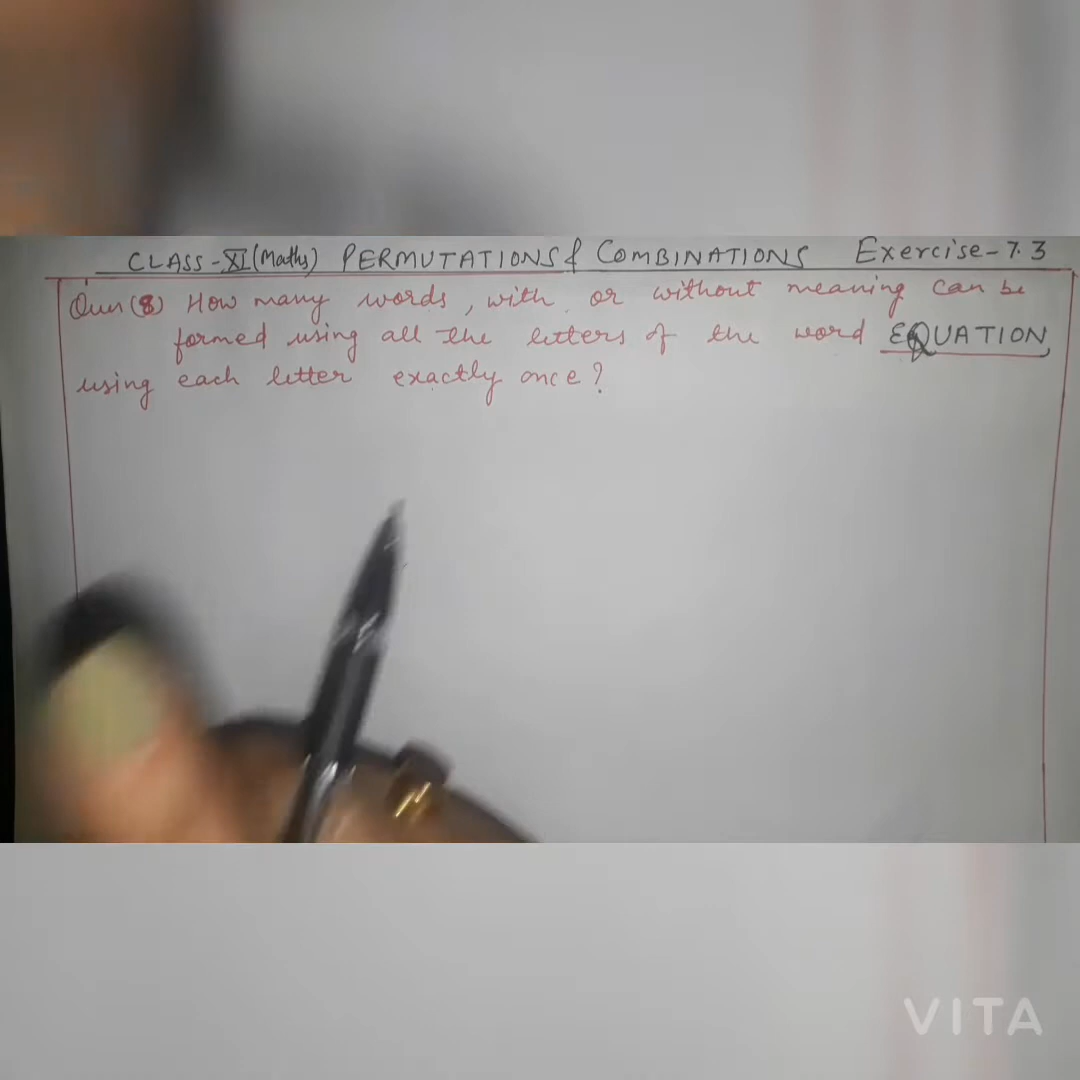 CLASS-XI (Maths) PERMUTATIONS & COMBINATIONS Exercise-7.3
Ques (8) How many words, with or without meaning can be
formed using all the letters of the word EQUATION,
using each letter exactly once?
VITA